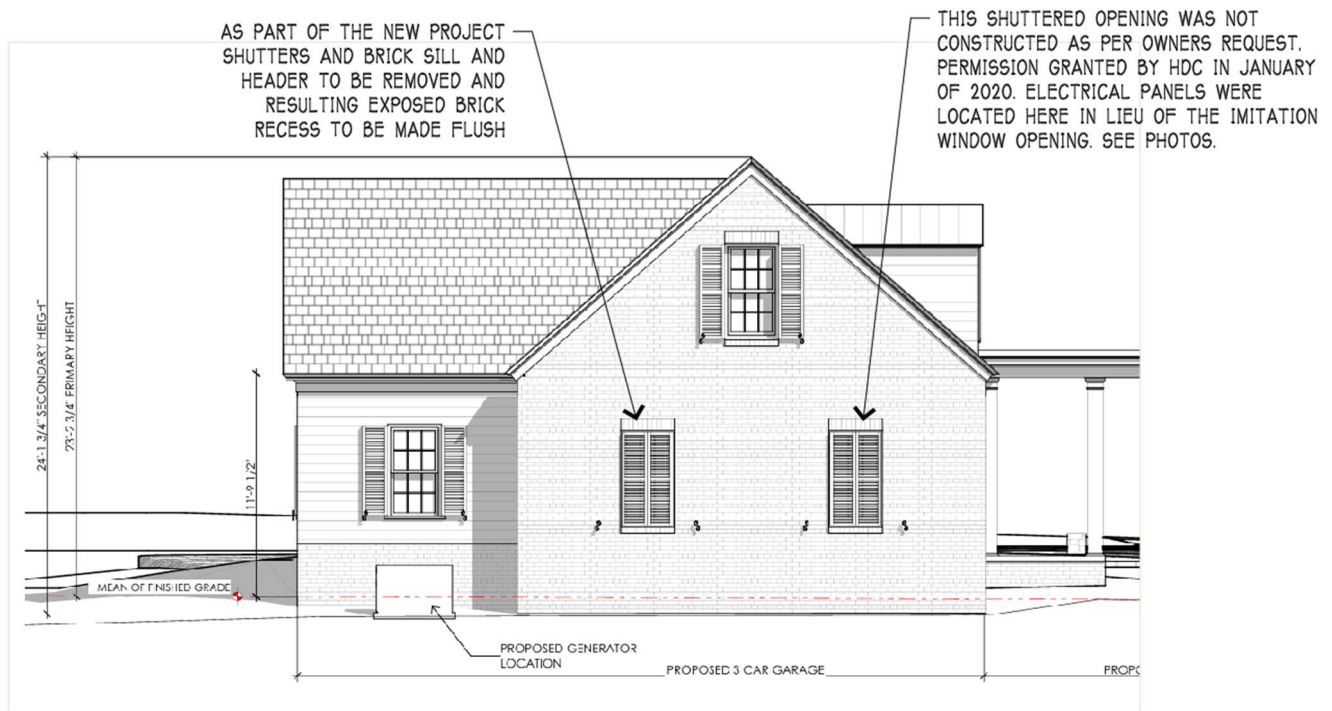 AS PART OF THE NEW PROJECT
SHUTTERS AND BRICK SILL AND
HEADER TO BE REMOVED AND
RESULTING EXPOSED BRICK
RECESS TO BE MADE FLUSH
THIS SHUTTERED OPENING WAS NOT
CONSTRUCTED AS PER OWNERS REQUEST.
PERMISSION GRANTED BY HDC IN JANUARY
OF 2020. ELECTRICAL PANELS WERE
LOCATED HERE IN LIEU OF THE IMITATION
WINDOW OPENING. SEE PHOTOS.
24'-1 3/4" SECONDARY HEIGHT
PRIMARY HEIGHT
11'-9 1/2"
MEAN OF FINISHED GRADE
PROPOSED GENERATOR
LOCATION
PROPOSED 3 CAR GARAGE